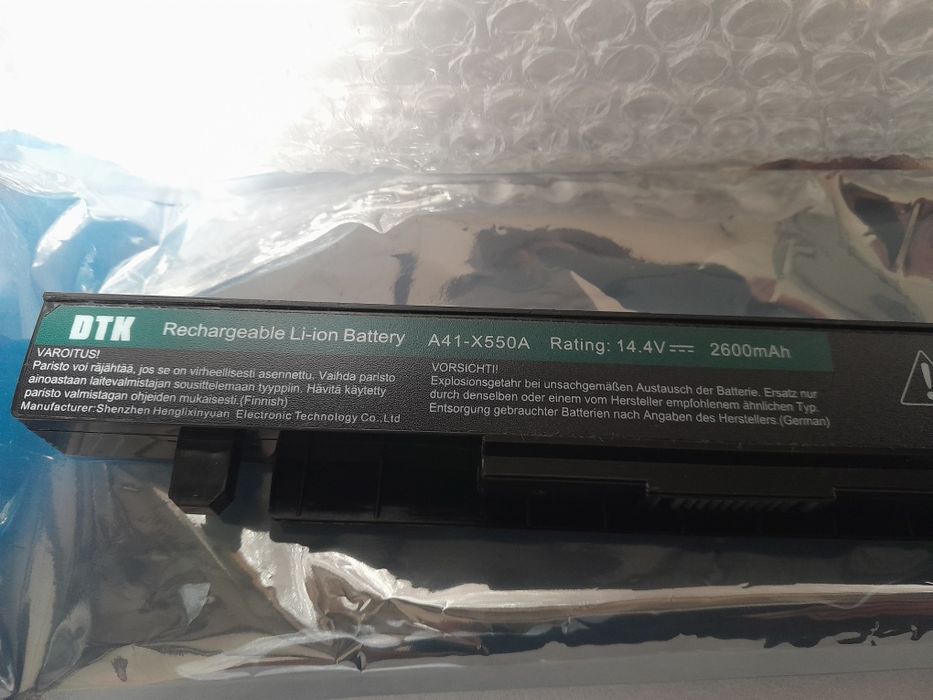 DTK Rechargeable Li-ion Battery A41-X550A Rating: 14.4V 2600mAh
VAROITUS!
Paristo voi räjähtää, jos se on virheellisesti asennettu. Vaihda paristo
ainoastaan laitevalmistajan sousittelemaan tyyppiin. Hävitä käytetty
paristo valmistagan ohjeiden mukaisesti.(Finnish)
Manufacturer:Shenzhen Henglixinyuan Electronic Technology Co.,Ltd
VORSICHTI!
Explosionsgetahr bei unsachgemäßen Austausch der Batterie. Ersatz nur
durch denselben oder einem vom Hersteller empfohlenem ähnlichen Typ.
Entsorgung gebrauchter Batterien nach Angaben des Herstellers.(German)